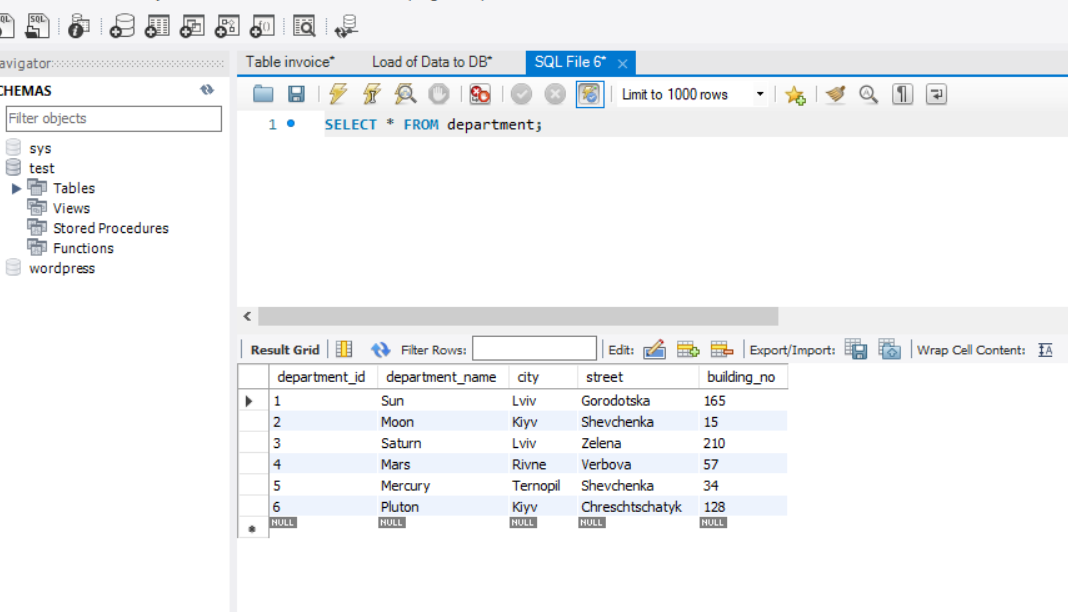 Table invoice* Load of Data to DB* SQL File 6* ×
SCHEMAS
Filter objects
Limit to 1000 rows
1 SELECT * FROM department;
sys
test
Tables
Views
Stored Procedures
Functions
wordpress
Result Grid Filter Rows: Edit: Export/Import: Wrap Cell Content: IA
department_id department_name city street building_no
1 Sun Lviv Gorodotska 165
2 Moon Kiyv Shevchenka 15
3 Saturn Lviv Zelena 210
4 Mars Rivne Verbova 57
5 Mercury Ternopil Shevchenka 34
6 Pluton Kiyv Chreschtschatyk 128
NULL NULL NULL NULL NULL